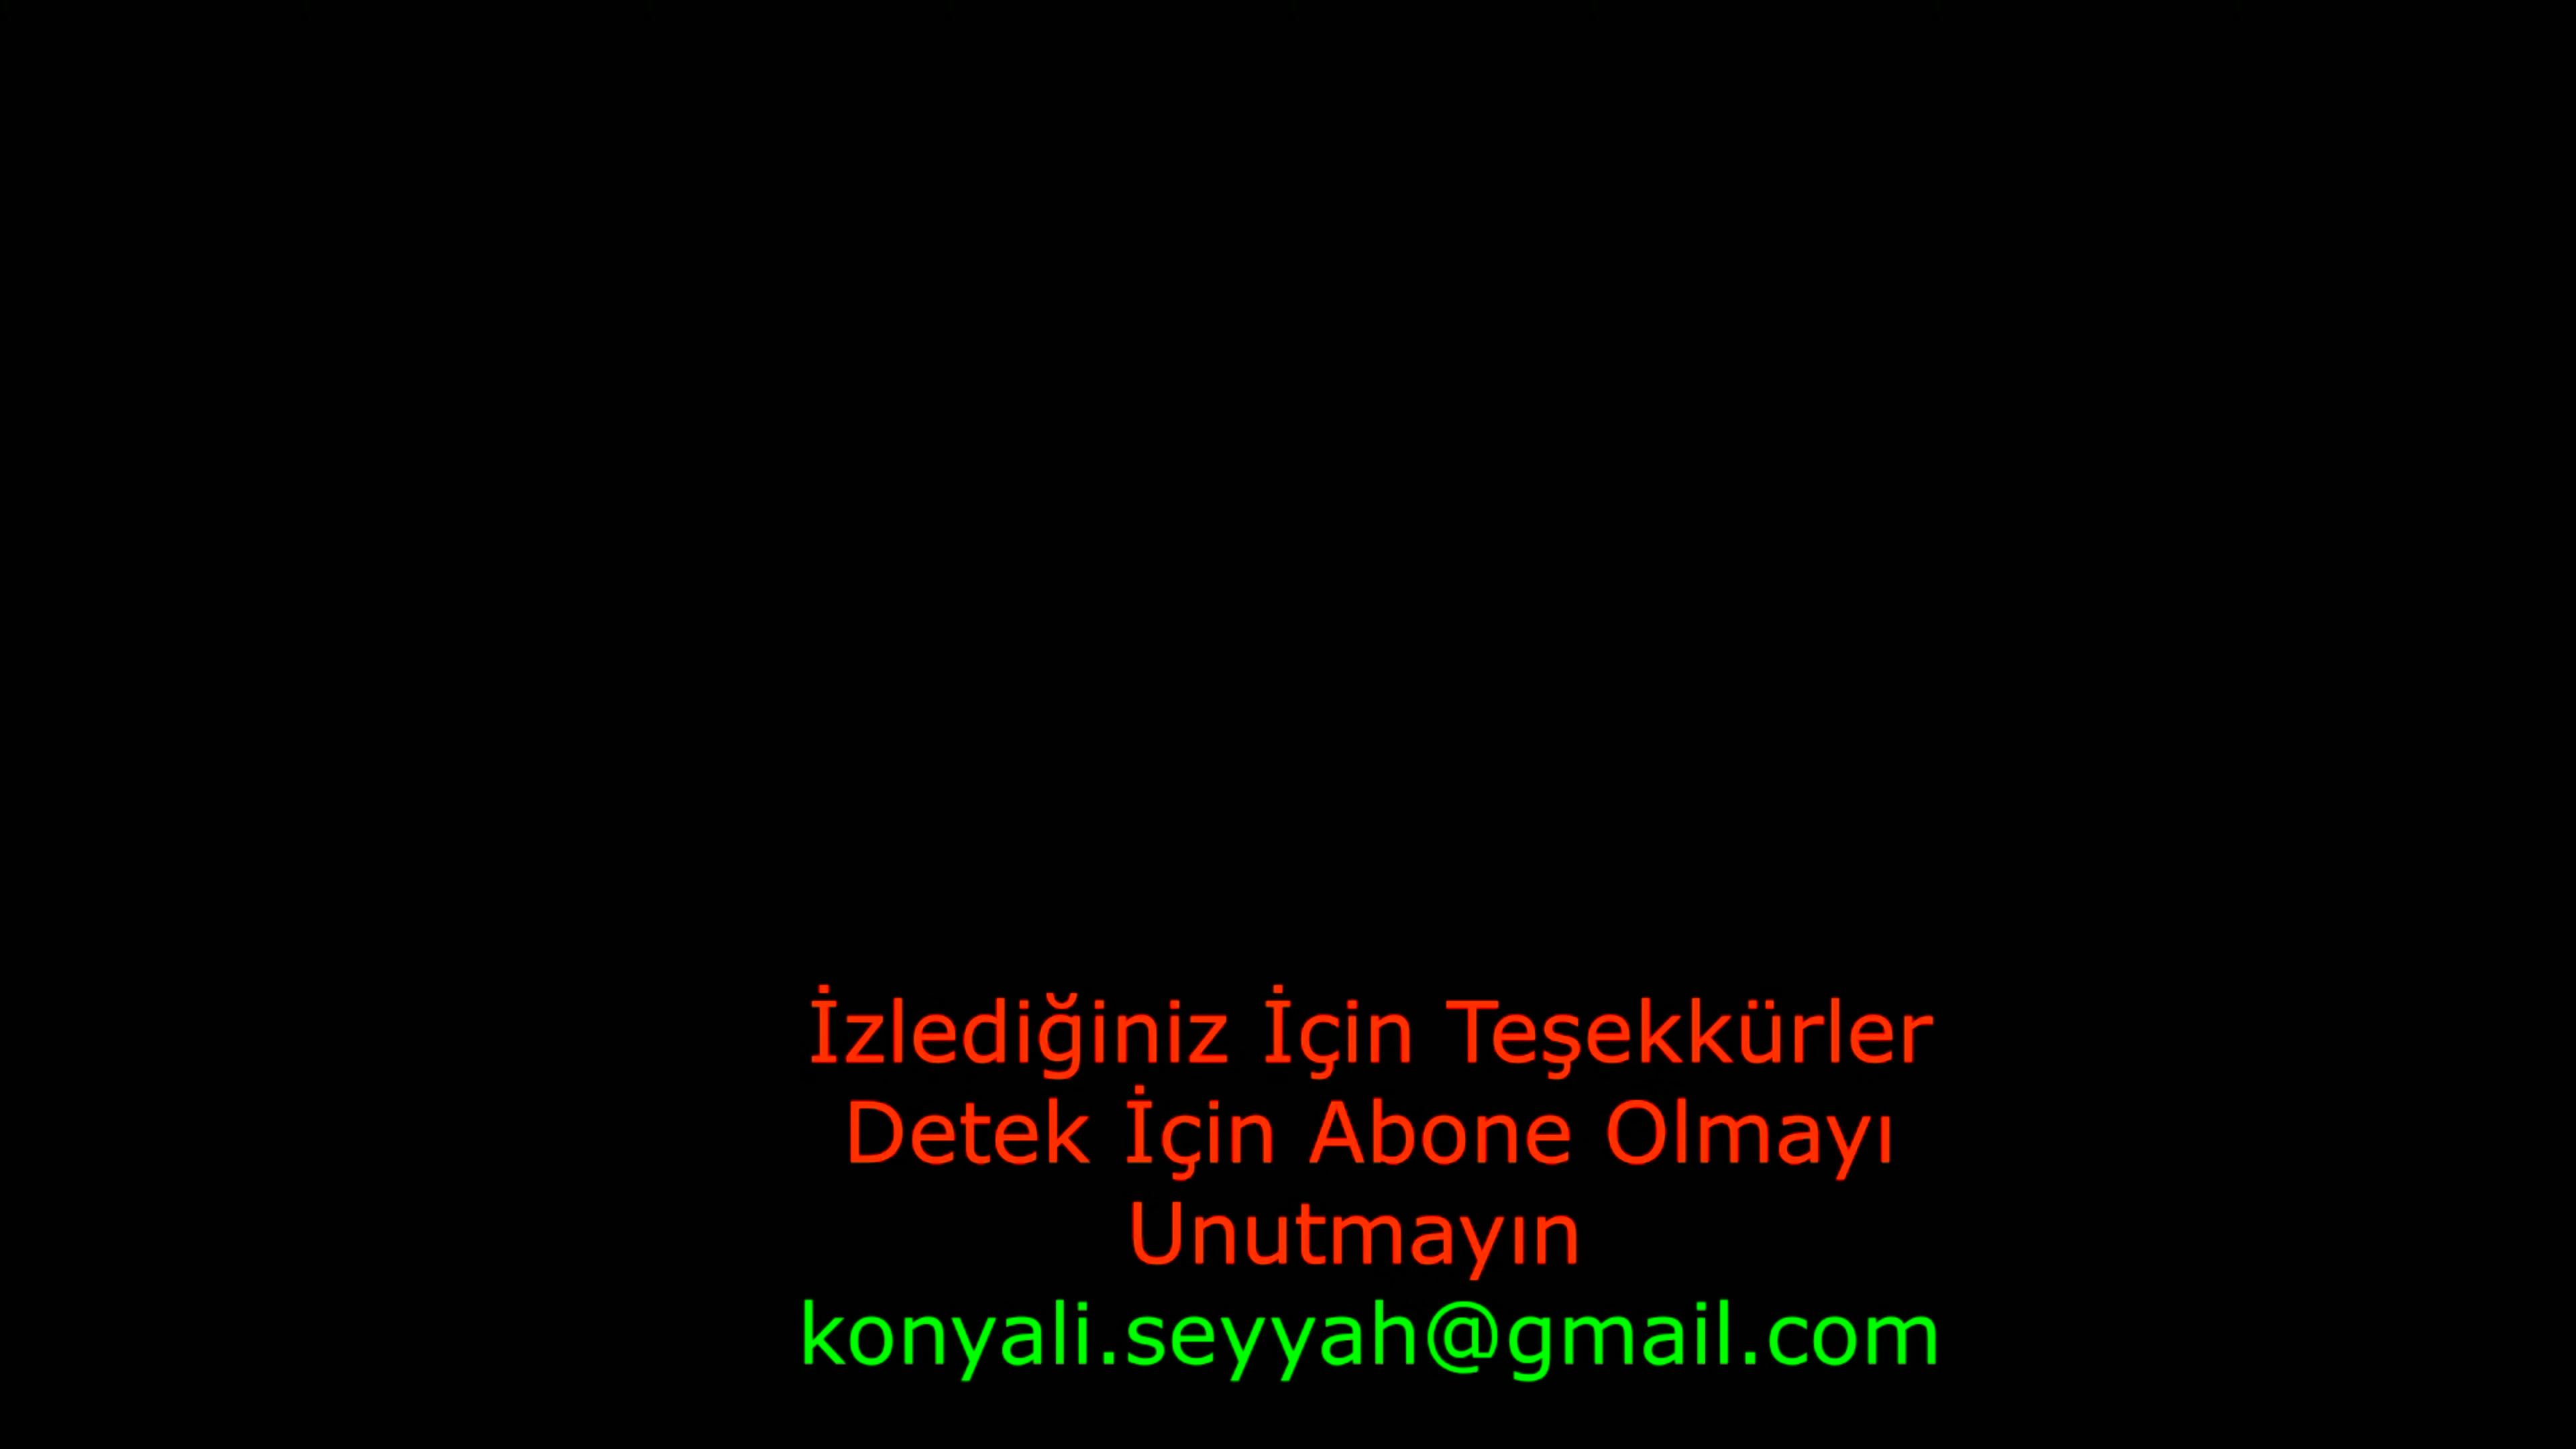 İzlediğiniz İçin Teşekkürler
Detek İçin Abone Olmayı
Unutmayın
konyali.seyyah@gmail.com